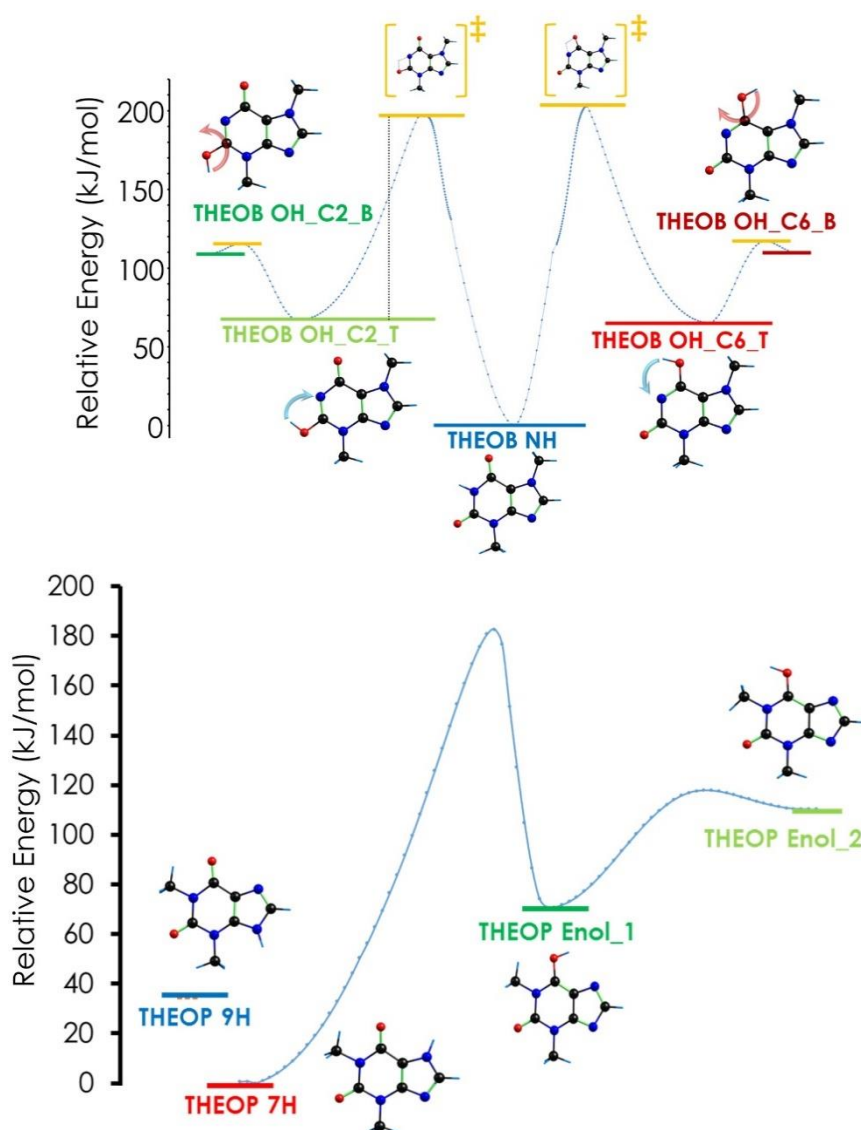 ‡
‡
Relative Energy (kJ/mol)
200
150
100
50
0
THEOB OH_C2_B
THEOB OH_C6_B
THEOB OH_C2_T
THEOB OH_C6_T
THEOB NH
Relative Energy (kJ/mol)
200
180
160
140
120
100
80
60
40
20
0
THEOP Enol_2
THEOP Enol_1
THEOP 9H
THEOP 7H